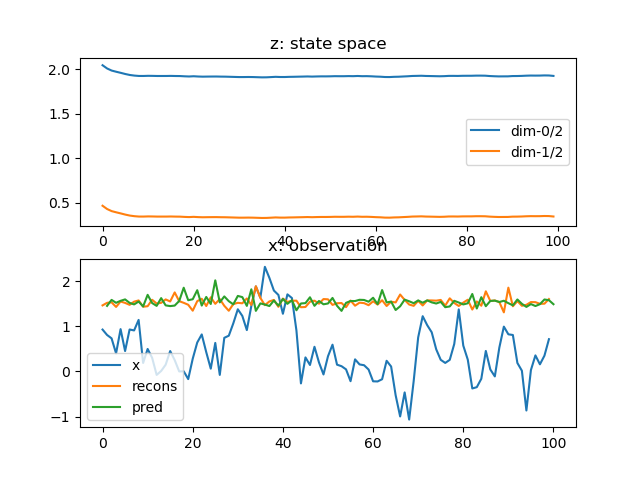 z: state space
2.0
1.5
1.0
0.5
dim-0/2
dim-1/2
0 20 40 60 80 100
x: observation
2
1
0
−1
x
recons
pred
0 20 40 60 80 100